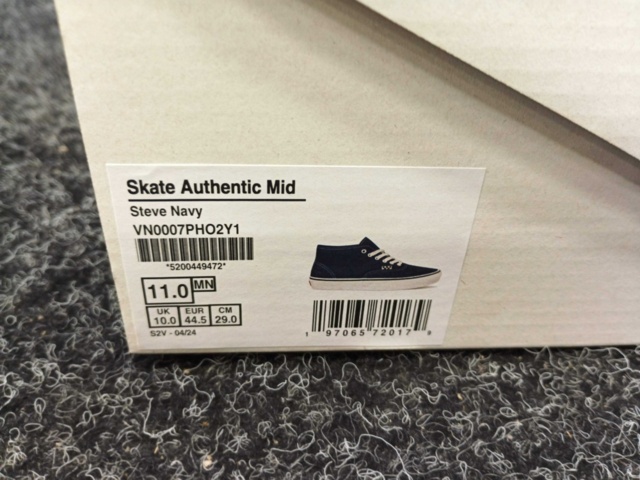 Skate Authentic Mid
Steve Navy
VN0007PHO2Y1
*5200449472*
11.0 MN
UK EUR CM
10.0 44.5 29.0
S2V - 04/24
1 97065 72017 9